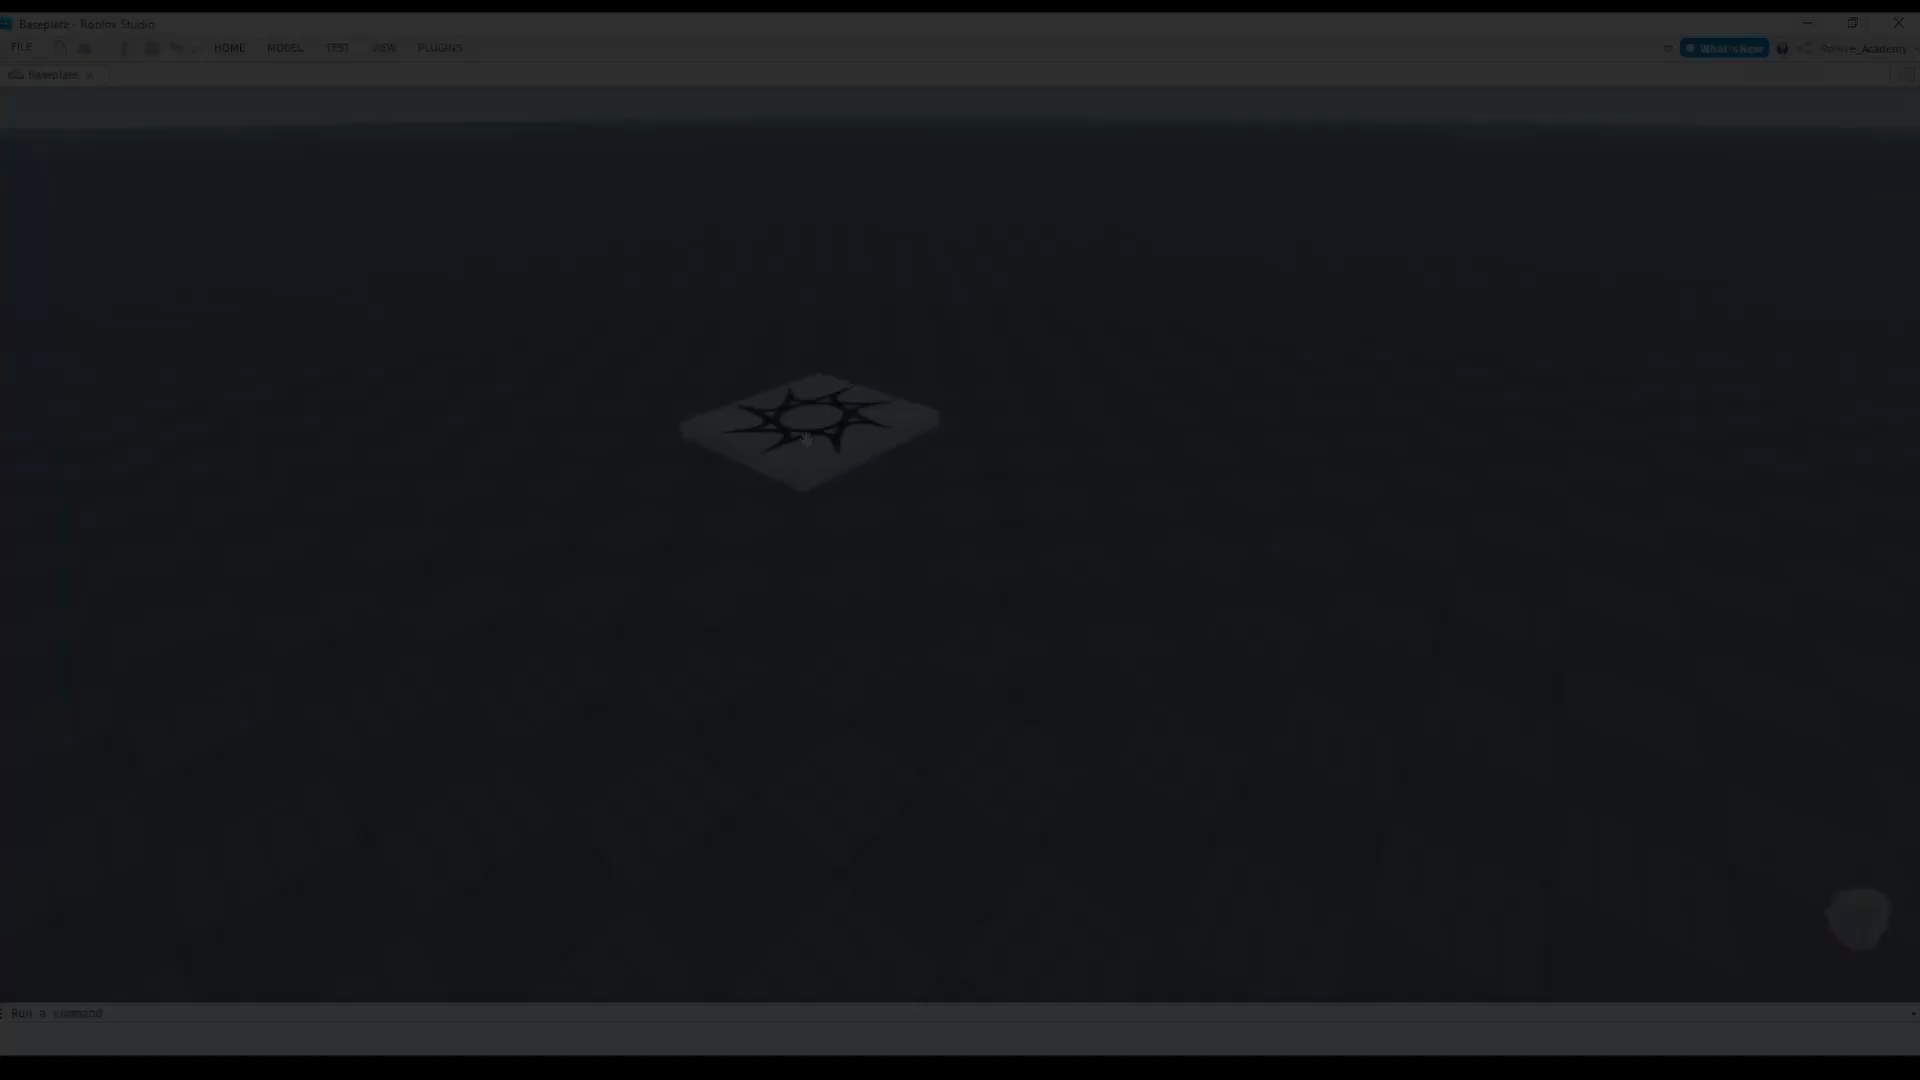 Baseplate - Roblox Studio
FILE HOME MODEL TEST VIEW PLUGINS What's New
Baseplate
Run a command